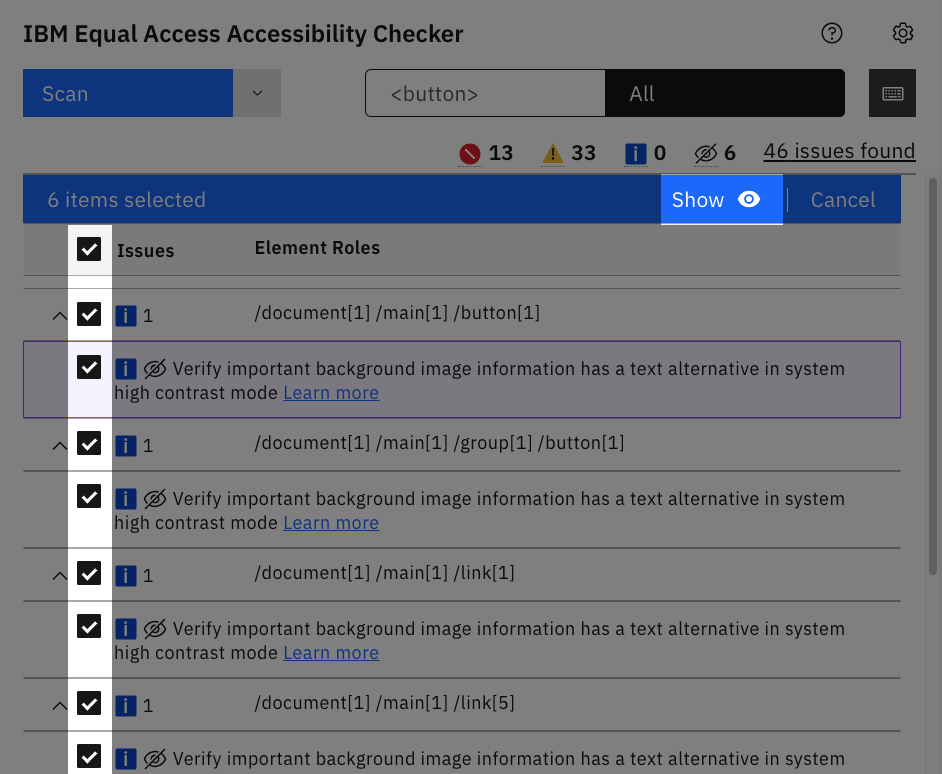 IBM Equal Access Accessibility Checker
Scan
<button>
All
13
33
0
6
46 issues found
6 items selected
Show
Cancel
Issues
Element Roles
1
/document[1] /main[1] /button[1]
Verify important background image information has a text alternative in system
high contrast mode Learn more
1
/document[1] /main[1] /group[1] /button[1]
Verify important background image information has a text alternative in system
high contrast mode Learn more
1
/document[1] /main[1] /link[1]
Verify important background image information has a text alternative in system
high contrast mode Learn more
1
/document[1] /main[1] /link[5]
Verify important background image information has a text alternative in system